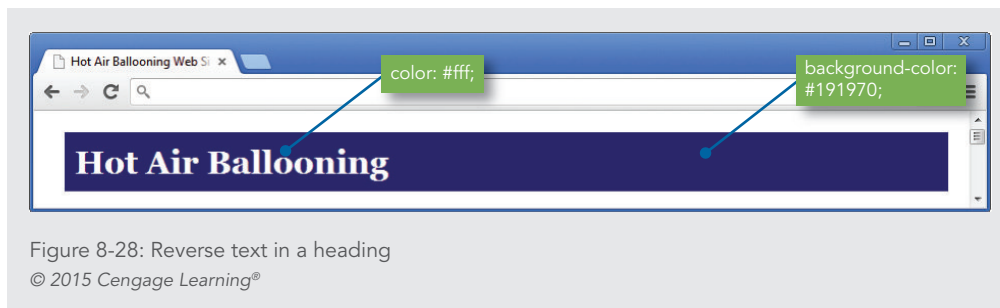 Hot Air Ballooning Web Si
color: #fff;
background-color:
#191970;
Hot Air Ballooning
Figure 8-28: Reverse text in a heading
© 2015 Cengage Learning®